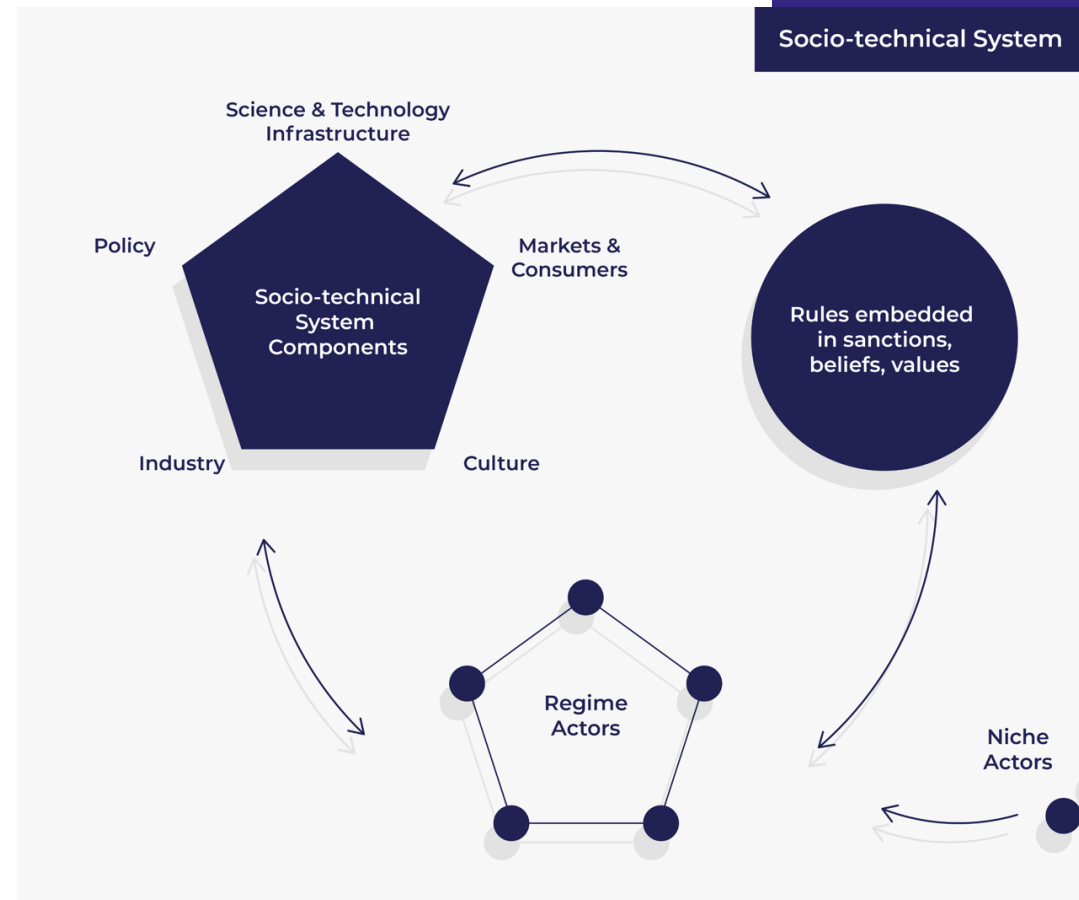 Socio-technical System
Science & Technology
Infrastructure
Policy
Markets &
Consumers
Socio-technical
System
Components
Rules embedded
in sanctions,
beliefs, values
Industry
Culture
Regime
Actors
Niche
Actors